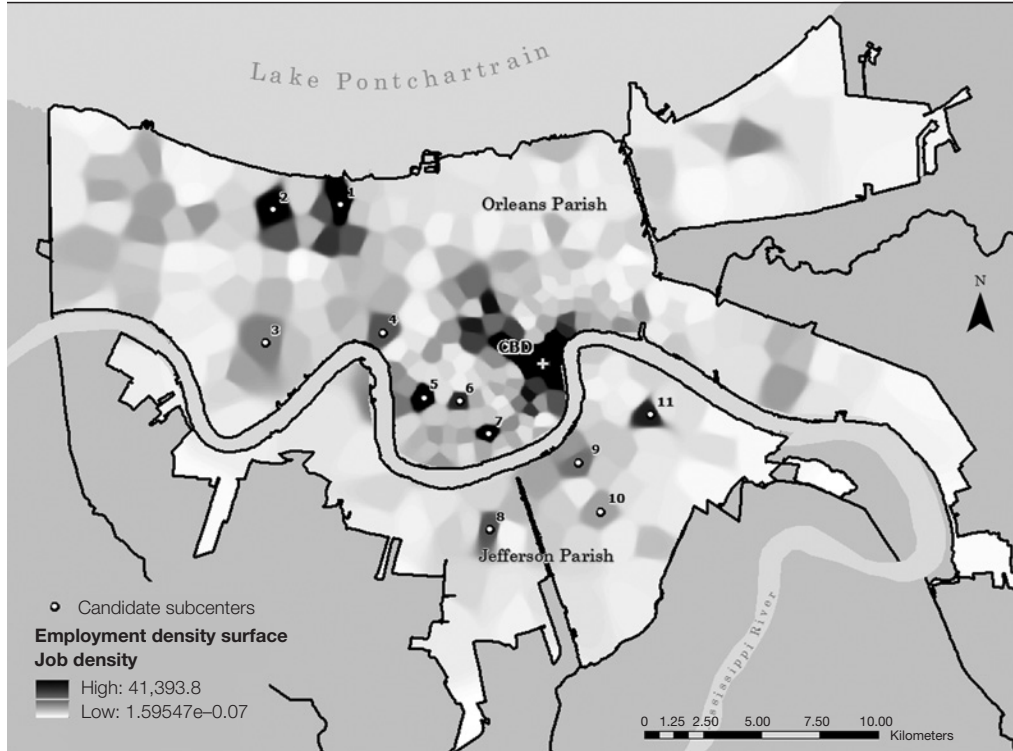 Lake Pontchartrain
Orleans Parish
N
1
2
3
4
CBD
5
6
7
11
9
10
8
Jefferson Parish
Candidate subcenters
Employment density surface
Job density
High: 41,393.8
Low: 1.59547e–0.07
ssissippi River
0 1.25 2.50 5.00 7.50 10.00
Kilometers